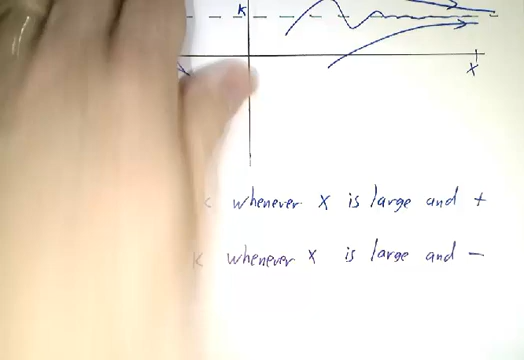 K
x
K whenever x is large and +
K whenever x is large and -